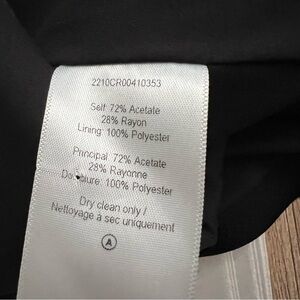 2210CR00410353
Self: 72% Acetate
28% Rayon
Lining: 100% Polyester
Principal: 72% Acetate
28% Rayonne
100% Polyester
Dry clean only /
Nettoyage à sec uniquement
A